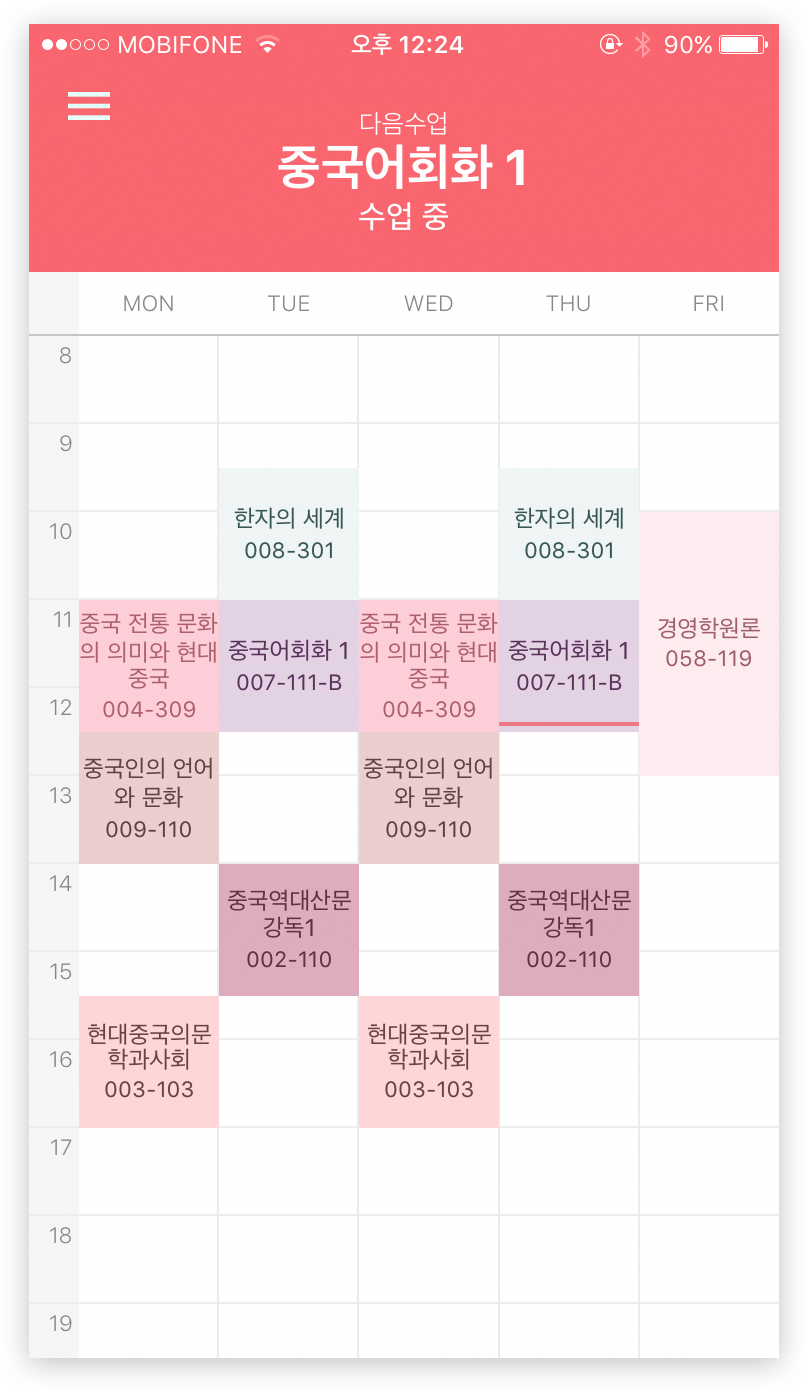 MOBIFONE 오후 12:24 90%
다음수업
중국어회화 1
수업 중
MON TUE WED THU FRI
8
9
한자의 세계
008-301
한자의 세계
008-301
10
11
중국 전통 문화
의 의미와 현대
중국
004-309
중국어회화 1
007-111-B
중국 전통 문화
의 의미와 현대
중국
004-309
중국어회화 1
007-111-B
경영학원론
058-119
12
중국인의 언어
와 문화
009-110
중국인의 언어
와 문화
009-110
13
14
중국역대산문
강독1
002-110
중국역대산문
강독1
002-110
15
현대중국의문
학과사회
003-103
현대중국의문
학과사회
003-103
16
17
18
19